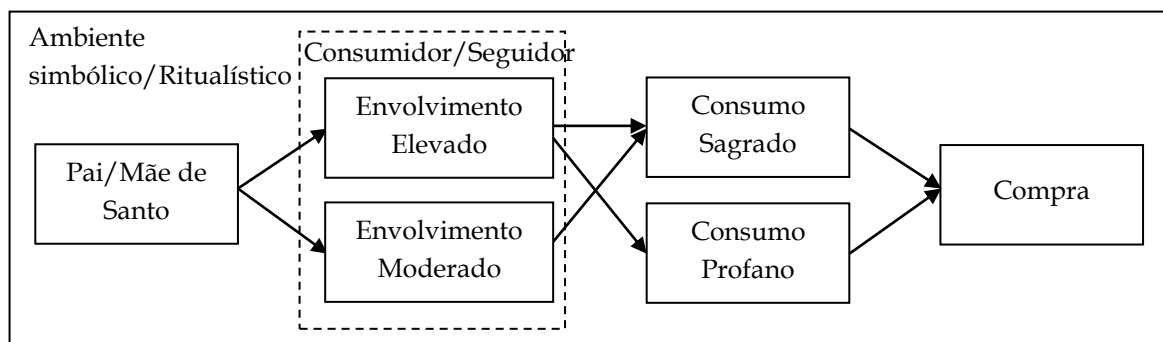 Ambiente
simbólico/Ritualístico
Consumidor/Seguidor
Pai/Mãe de
Santo
Envolvimento
Elevado
Envolvimento
Moderado
Consumo
Sagrado
Consumo
Profano
Compra